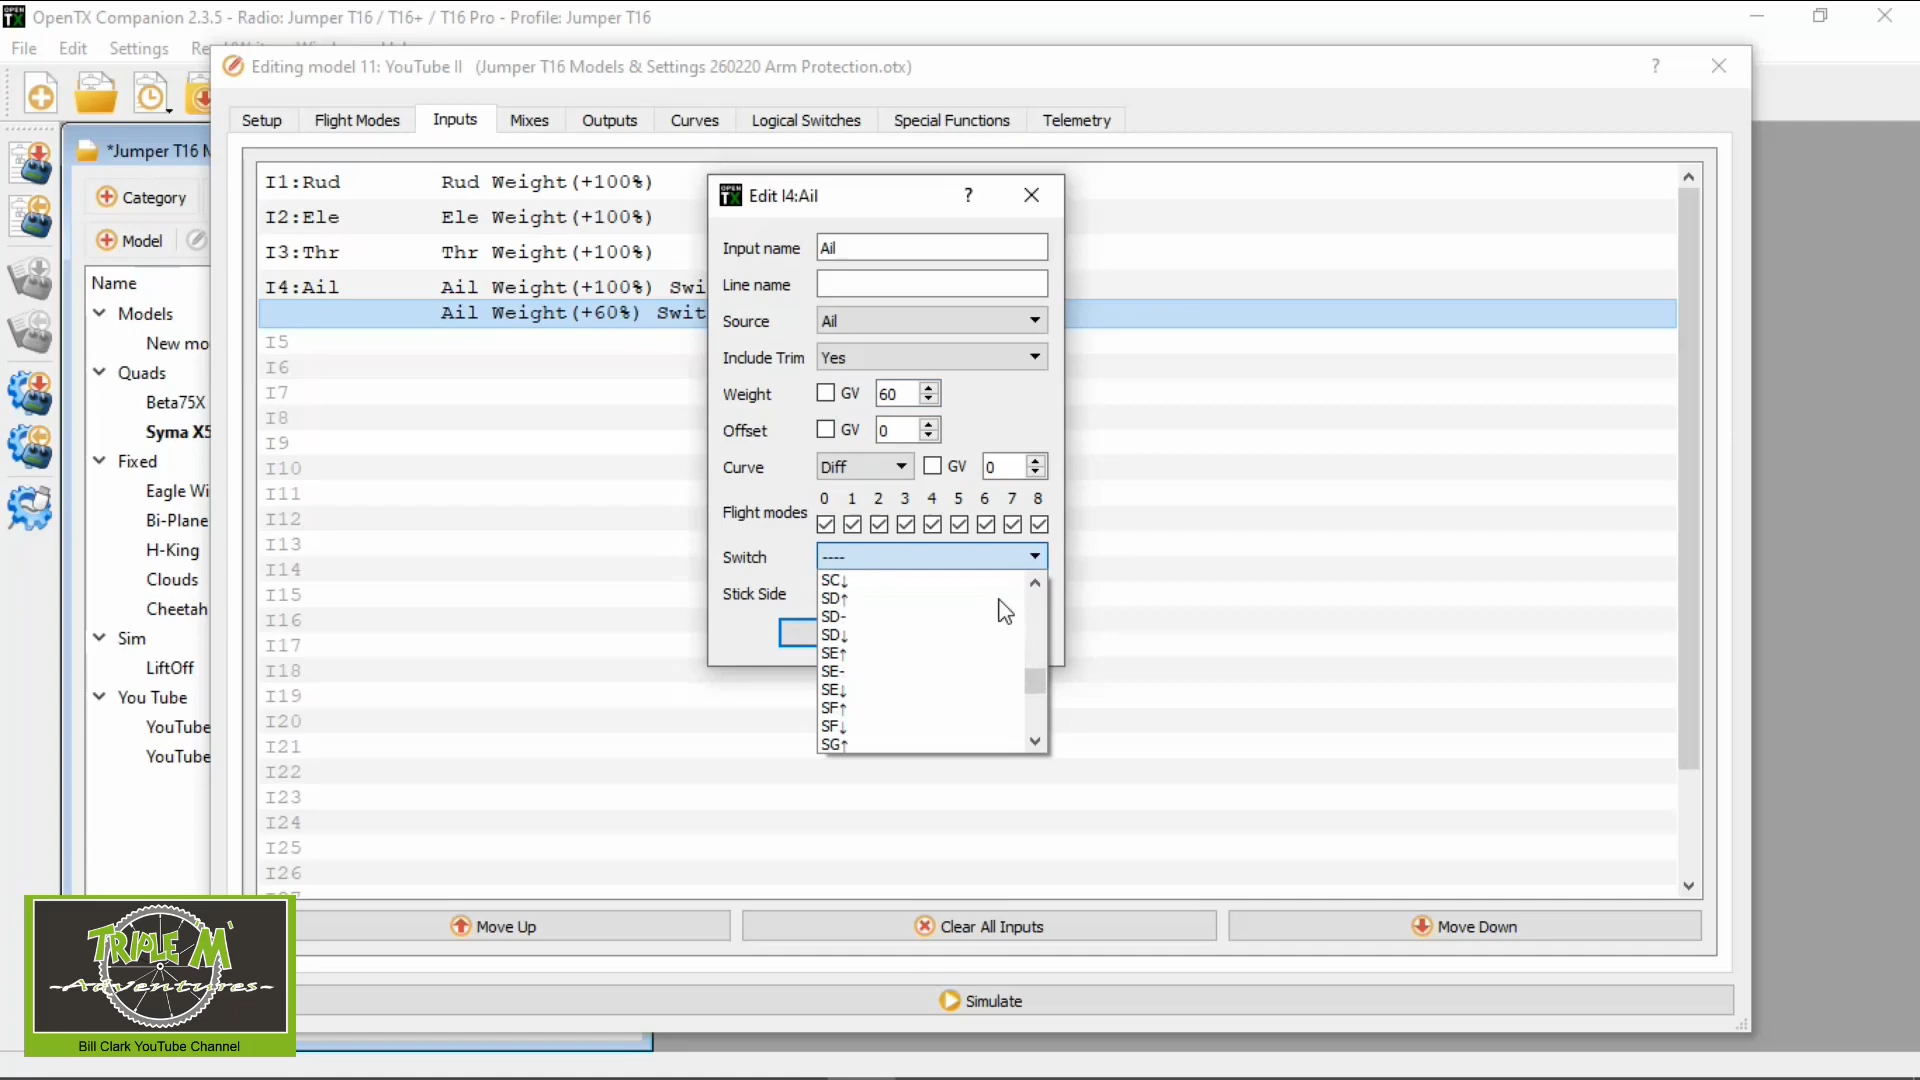 OpenTX Companion 2.3.5 - Radio: Jumper T16 / T16+ / T16 Pro - Profile: Jumper T16
File Edit Settings
Editing model 11: YouTube II (Jumper T16 Models & Settings 260220 Arm Protection.otx)
Setup Flight Modes Inputs Mixes Outputs Curves Logical Switches Special Functions Telemetry
*Jumper T16 M
Category
Model
Name
Models
New mo
Quads
Beta75X
Syma X5
Fixed
Eagle Wi
Bi-Plane
H-King
Clouds
Cheetah
Sim
LiftOff
You Tube
YouTube
YouTube
I1:Rud Rud Weight(+100%)
I2:Ele Ele Weight(+100%)
I3:Thr Thr Weight(+100%)
I4:Ail Ail Weight(+100%) Swi
Ail Weight(+60%) Swit
I5
I6
I7
I8
I9
I10
I11
I12
I13
I14
I15
I16
I17
I18
I19
I20
I21
I22
I23
I24
I25
I26
Edit I4:Ail
Input name Ail
Line name
Source Ail
Include Trim Yes
Weight GV 60
Offset GV 0
Curve Diff GV 0
0 1 2 3 4 5 6 7 8
Flight modes
Switch ----
Stick Side
SC↓
SD↑
SD-
SD↓
SE↑
SE-
SE↓
SF↑
SF↓
SG↑
Move Up Clear All Inputs Move Down
Simulate
TRIPLE M'
-Adventures-
Bill Clark YouTube Channel